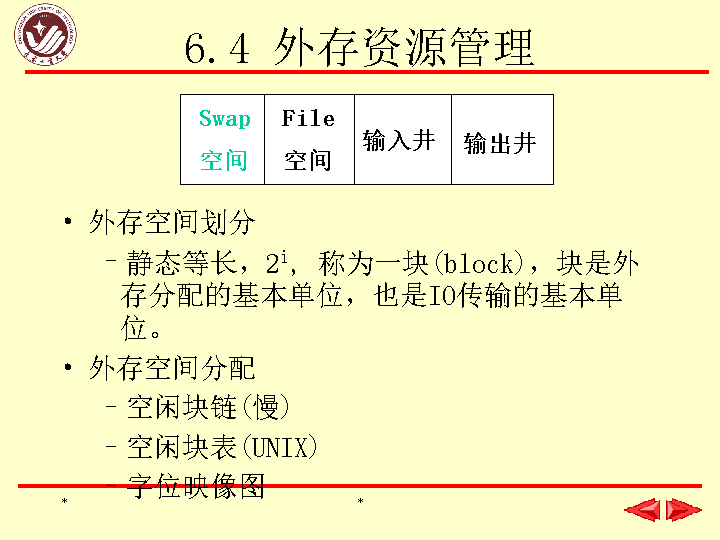 6.4 外存资源管理
Swap File
空间 空间 输入井 输出井
• 外存空间划分
–静态等长，2i, 称为一块(block)，块是外
存分配的基本单位，也是IO传输的基本单
位。
• 外存空间分配
–空闲块链(慢)
–空闲块表(UNIX)
–字位映像图
* *